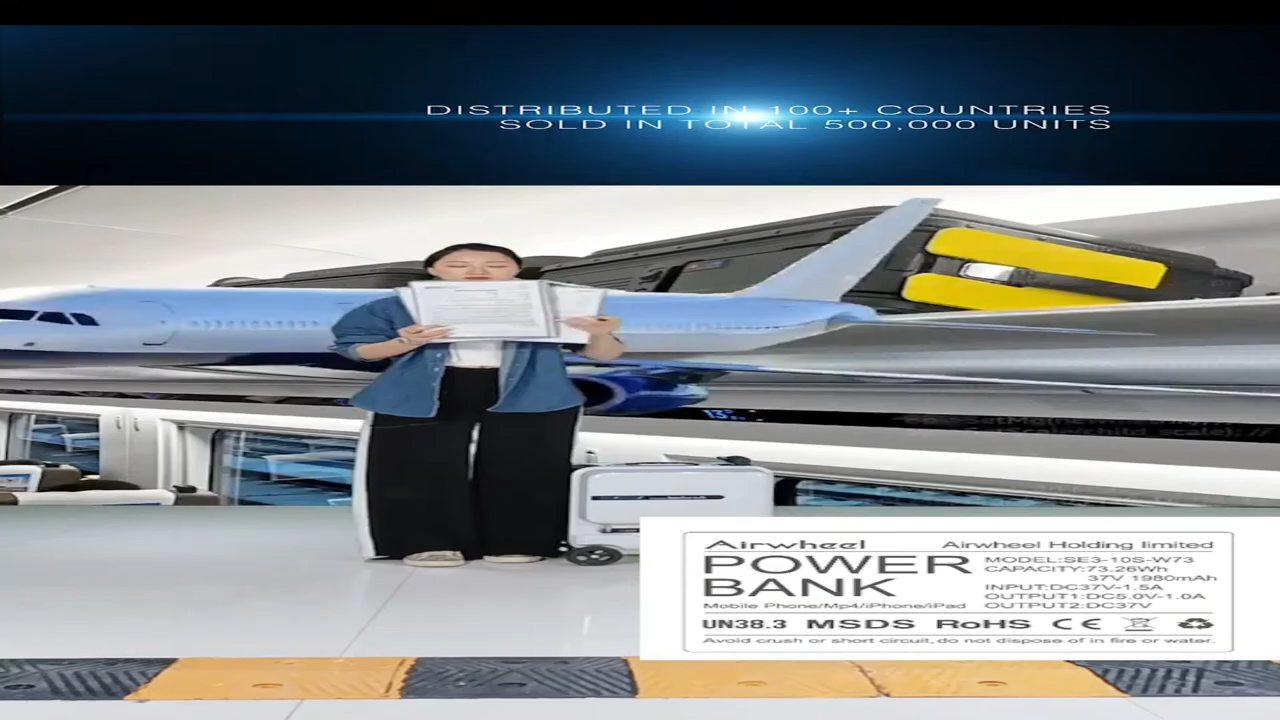 DISTRIBUTED IN 100+ COUNTRIES
SOLD IN TOTAL 500,000 UNITS
13°
Airwheel
Airwheel Holding limited
POWER BANK
MODEL:SE3-10S-W73
CAPACITY:73.26Wh
37V 1980mAh
INPUT:DC37V-1.5A
OUTPUT1:DC5.0V-1.0A
OUTPUT2:DC37V
Mobile Phone/Mp4/iPhone/iPad
UN38.3 MSDS RoHS CE
Avoid crush or short circuit,do not dispose of in fire or water.